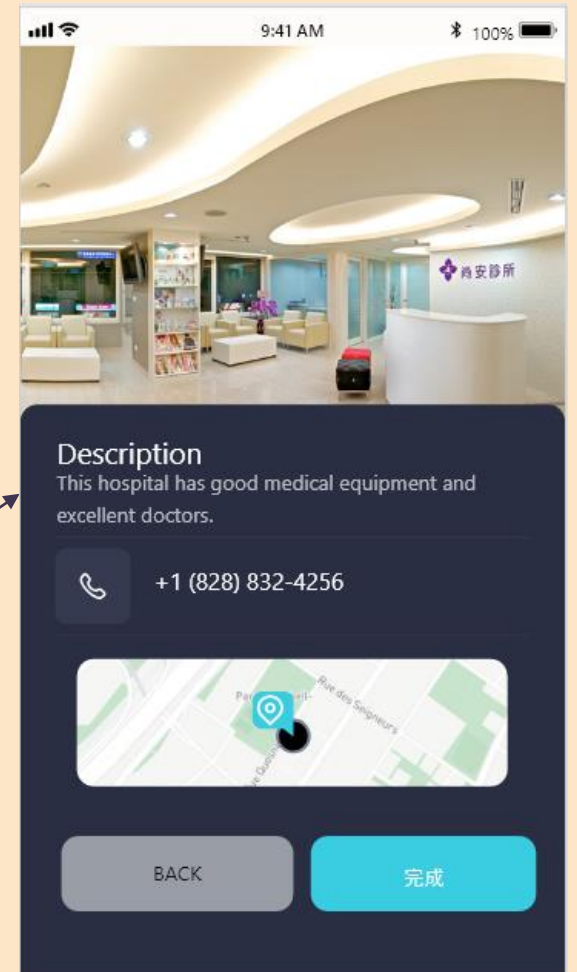 9:41 AM
100%
尚安診所
Description
This hospital has good medical equipment and
excellent doctors.
+1 (828) 832-4256
Rue des Seigneurs
BACK
完成